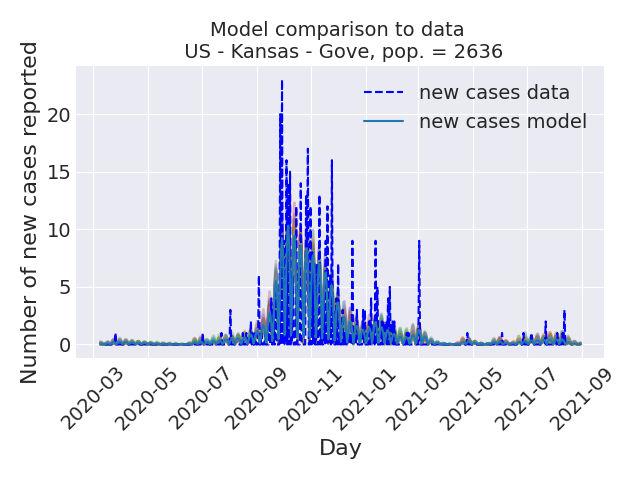 Model comparison to data
US - Kansas - Gove, pop. = 2636
Number of new cases reported
20
15
10
5
0
new cases data
new cases model
2020-03
2020-05
2020-07
2020-09
2020-11
2021-01
2021-03
2021-05
2021-07
2021-09
Day